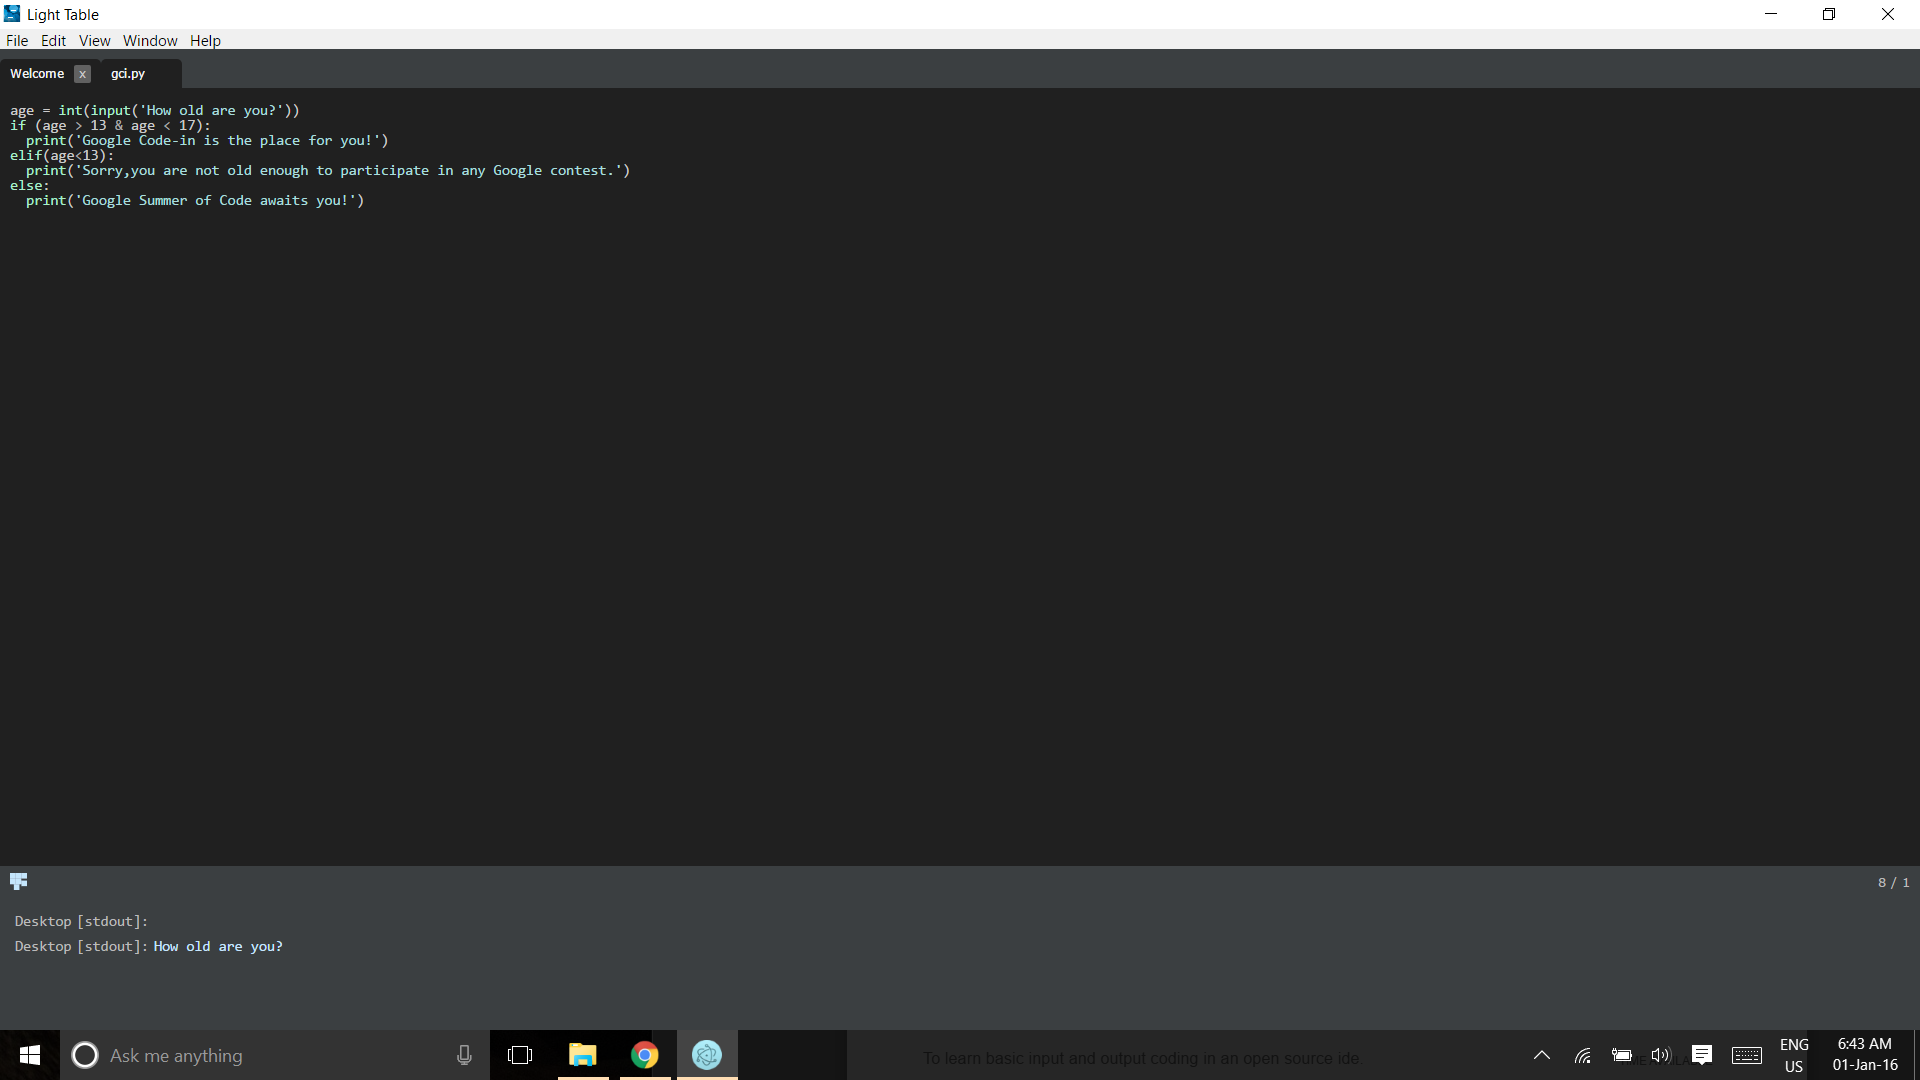 Light Table
File Edit View Window Help
Welcome x gci.py
age = int(input('How old are you?'))
if (age > 13 & age < 17):
  print('Google Code-in is the place for you!')
elif(age<13):
  print('Sorry,you are not old enough to participate in any Google contest.')
else:
  print('Google Summer of Code awaits you!')
8 / 1
Desktop [stdout]:
Desktop [stdout]: How old are you?
Ask me anything
To learn basic input and output coding in an open source ide.
ENG
US
6:43 AM
01-Jan-16